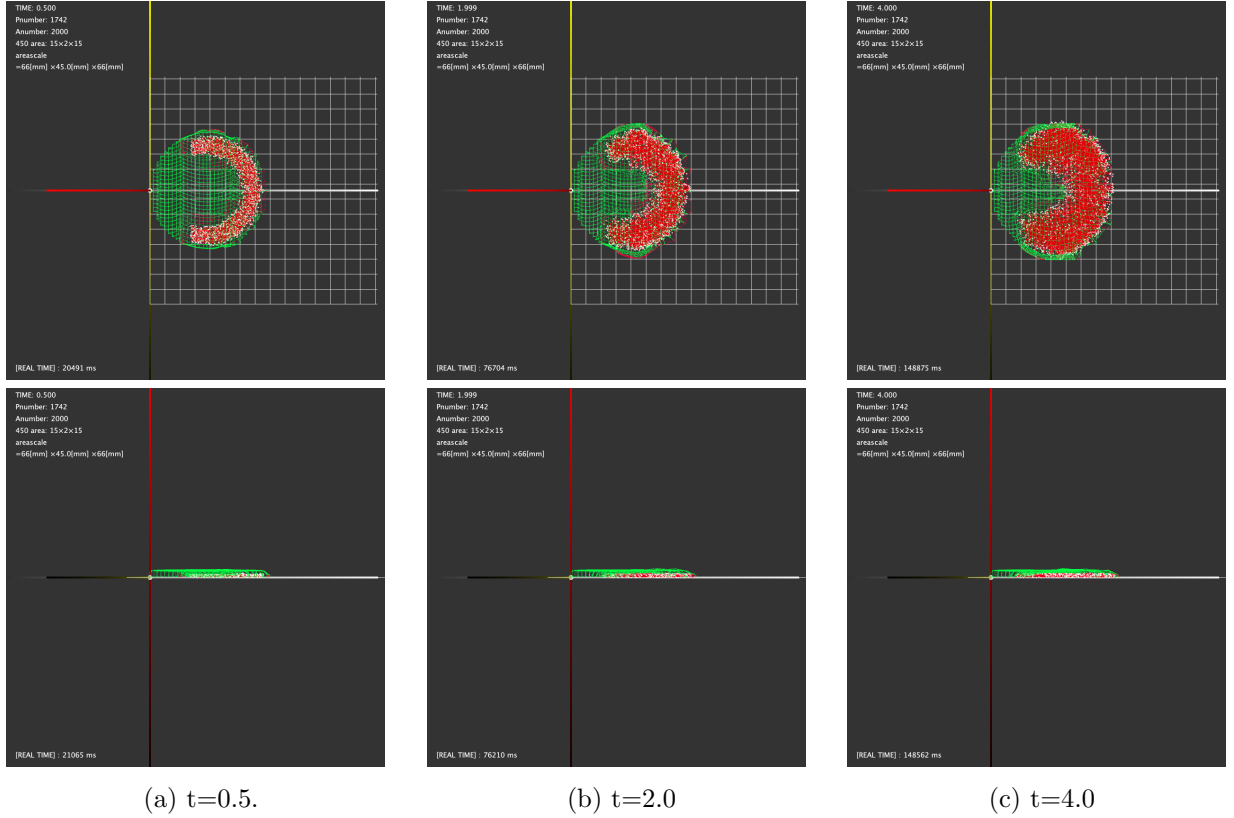 TIME: 0.500
Pnumber: 1742
Anumber: 2000
450 area: 15×2×15
areascale
=66[mm] ×45.0[mm] ×66[mm]
[REAL TIME] : 20491 ms
TIME: 1.999
Pnumber: 1742
Anumber: 2000
450 area: 15×2×15
areascale
=66[mm] ×45.0[mm] ×66[mm]
[REAL TIME] : 76704 ms
TIME: 4.000
Pnumber: 1742
Anumber: 2000
450 area: 15×2×15
areascale
=66[mm] ×45.0[mm] ×66[mm]
[REAL TIME] : 148875 ms
TIME: 0.500
Pnumber: 1742
Anumber: 2000
450 area: 15×2×15
areascale
=66[mm] ×45.0[mm] ×66[mm]
[REAL TIME] : 21065 ms
TIME: 1.999
Pnumber: 1742
Anumber: 2000
450 area: 15×2×15
areascale
=66[mm] ×45.0[mm] ×66[mm]
[REAL TIME] : 76210 ms
TIME: 4.000
Pnumber: 1742
Anumber: 2000
450 area: 15×2×15
areascale
=66[mm] ×45.0[mm] ×66[mm]
[REAL TIME] : 148562 ms
(a) t=0.5.
(b) t=2.0
(c) t=4.0